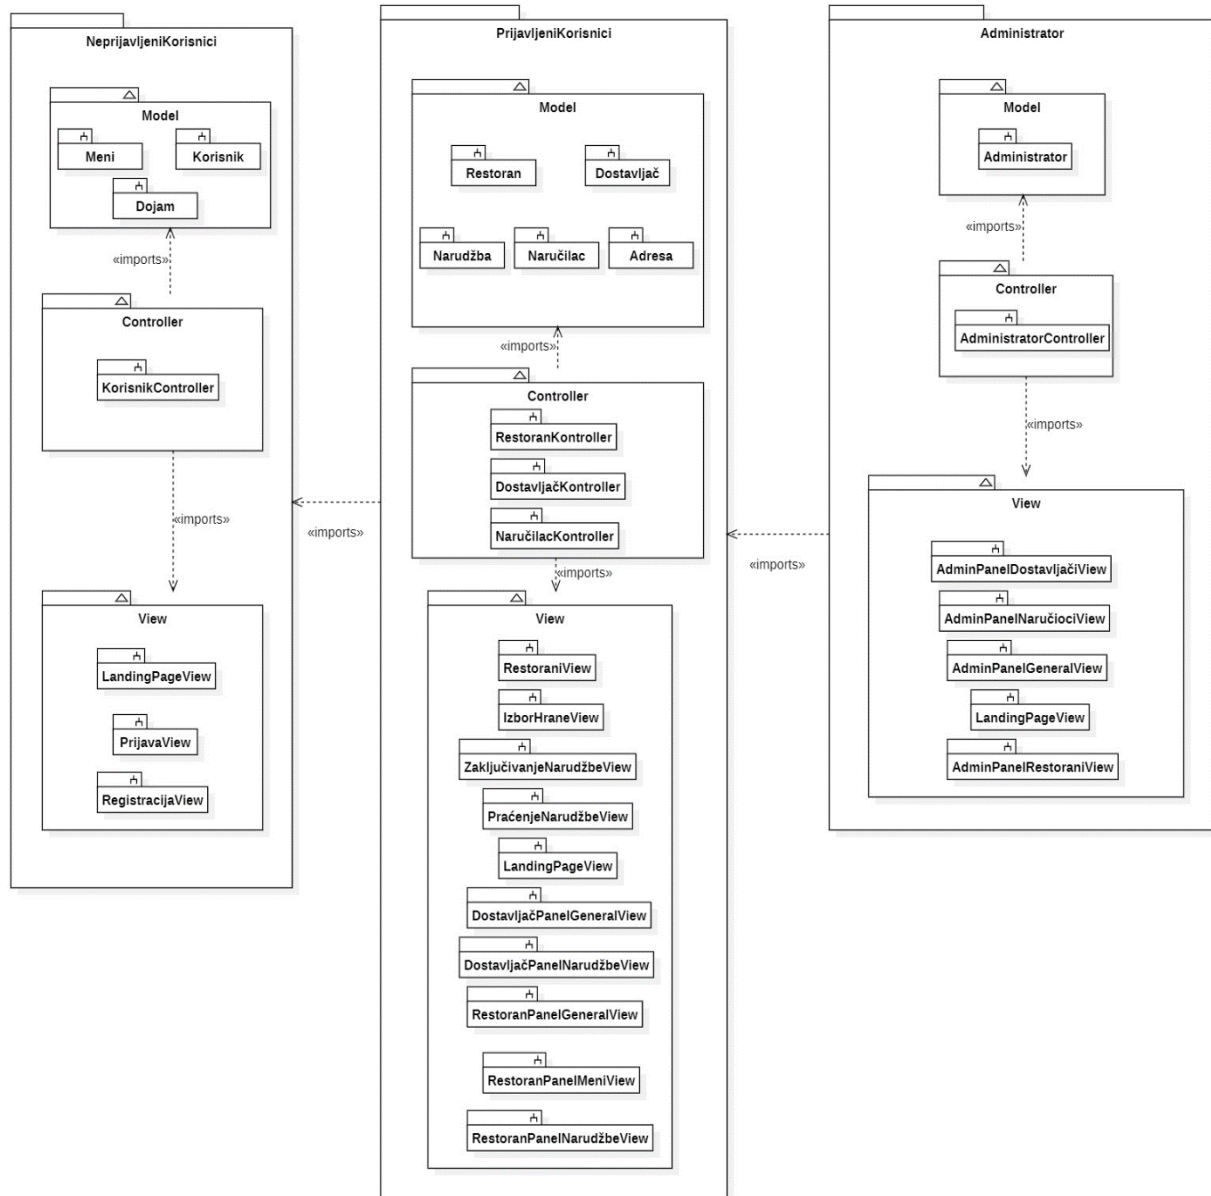 NeprijavljeniKorisnici
Model
Meni
Korisnik
Dojam
«imports»
Controller
KorisnikController
«imports»
View
LandingPageView
PrijavaView
RegistracijaView
«imports»
PrijavljeniKorisnici
Model
Restoran
Dostavljač
Narudžba
Naručilac
Adresa
«imports»
Controller
RestoranKontroller
DostavljačKontroller
NaručilacKontroller
«imports»
View
RestoraniView
IzborHraneView
ZaključivanjeNarudžbeView
PraćenjeNarudžbeView
LandingPageView
DostavljačPanelGeneralView
DostavljačPanelNarudžbeView
RestoranPanelGeneralView
RestoranPanelMeniView
RestoranPanelNarudžbeView
«imports»
Administrator
Model
Administrator
«imports»
Controller
AdministratorController
«imports»
View
AdminPanelDostavljačiView
AdminPanelNaručiociView
AdminPanelGeneralView
LandingPageView
AdminPanelRestoraniView